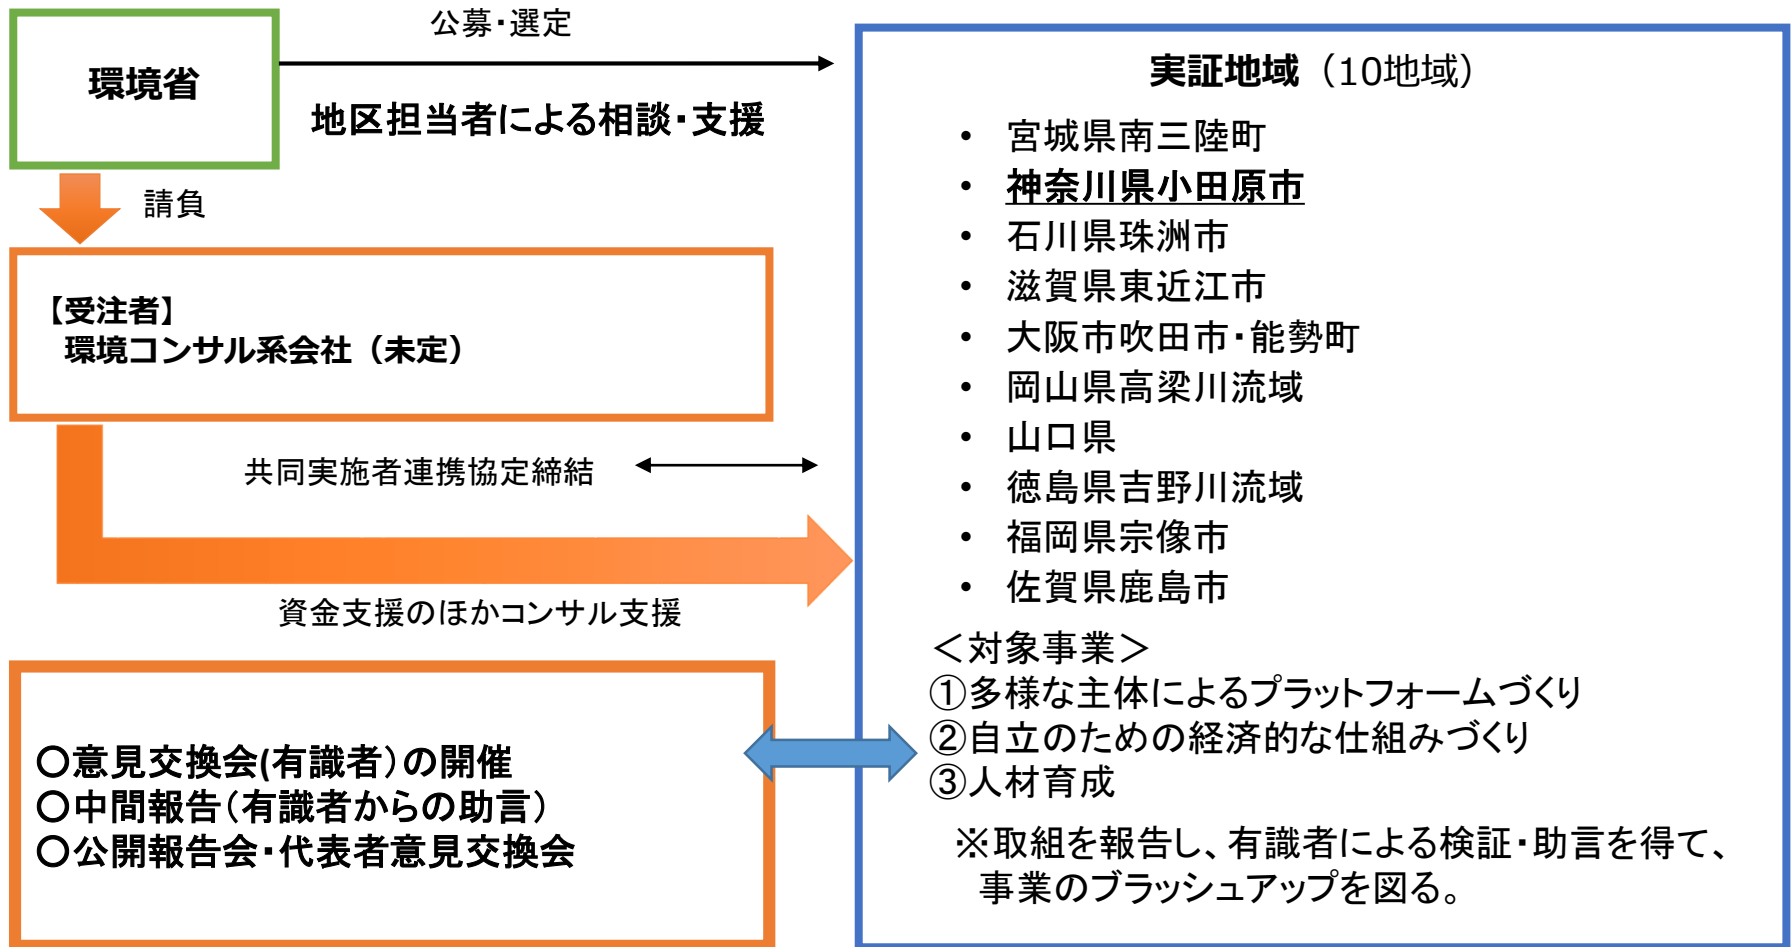 公募・選定
環境省
地区担当者による相談・支援
請負
【受注者】
環境コンサル系会社（未定）
共同実施者連携協定締結
資金支援のほかコンサル支援
〇意見交換会(有識者）の開催
〇中間報告（有識者からの助言）
〇公開報告会・代表者意見交換会
実証地域（10地域）
・ 宮城県南三陸町
・ 神奈川県小田原市
・ 石川県珠洲市
・ 滋賀県東近江市
・ 大阪市吹田市・能勢町
・ 岡山県高梁川流域
・ 山口県
・ 徳島県吉野川流域
・ 福岡県宗像市
・ 佐賀県鹿島市
＜対象事業＞
①多様な主体によるプラットフォームづくり
②自立のための経済的な仕組みづくり
③人材育成
※取組を報告し、有識者による検証・助言を得て、
事業のブラッシュアップを図る。